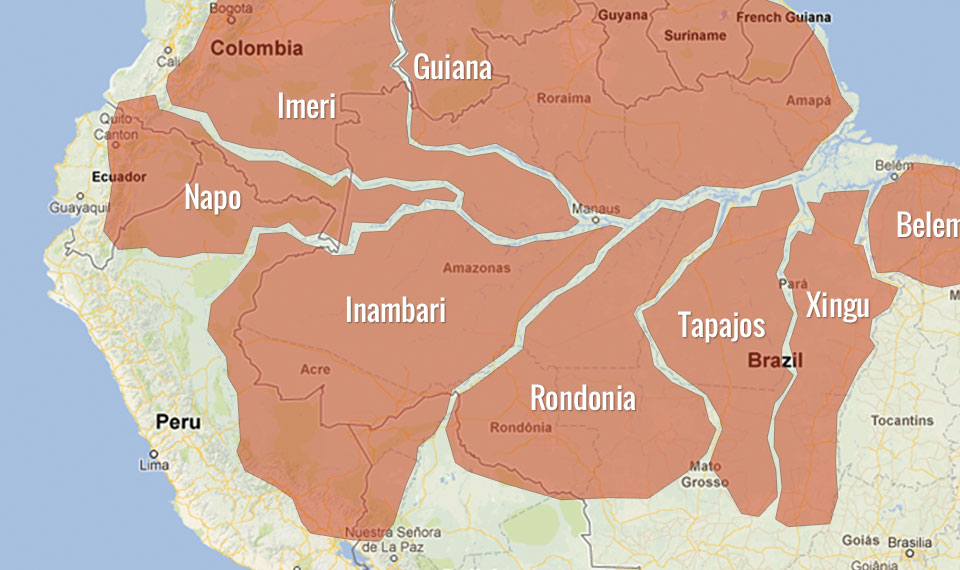 Bogota
Colombia
Cali
Guyana
French Guiana
Suriname
Guiana
Imeri
Roraima
Amapá
Quito
Canton
Ecuador
Guayaquil
Napo
Manaus
Belém
Belem
Amazonas
Inambari
Pará
Xingu
Tapajos
Brazil
Acre
Rondonia
Rondônia
Peru
Lima
Tocantins
Mato
Grosso
Nuestra Señora
de La Paz
Goiás
Brasilia
Goiânia